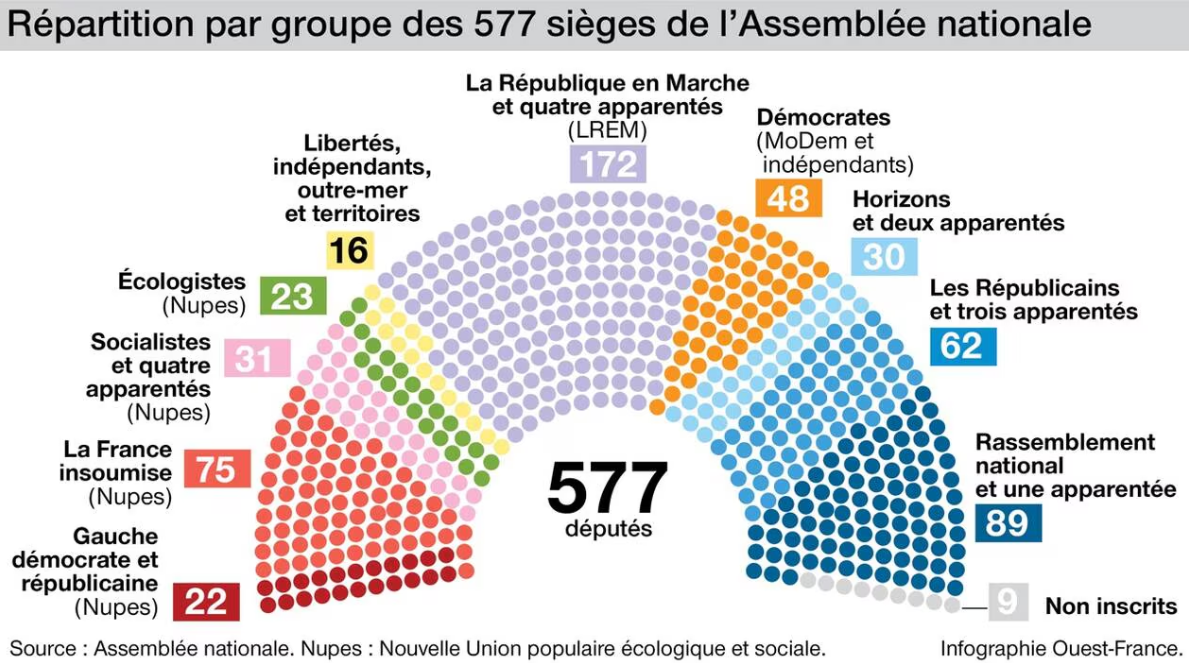 Répartition par groupe des 577 sièges de l'Assemblée nationale
La République en Marche
et quatre apparentés
(LREM)
172
Démocrates
(MoDem et
indépendants)
48
Libertés,
indépendants,
outre-mer
et territoires
16
Horizons
et deux apparentés
30
Écologistes
(Nupes)
23
Les Républicains
et trois apparentés
62
Socialistes
et quatre
apparentés
(Nupes)
31
La France
insoumise
(Nupes)
75
Rassemblement
national
et une apparentée
89
577
députés
Gauche
démocrate et
républicaine
(Nupes)
22
9
Non inscrits
Source : Assemblée nationale. Nupes : Nouvelle Union populaire écologique et sociale.
Infographie Ouest-France.